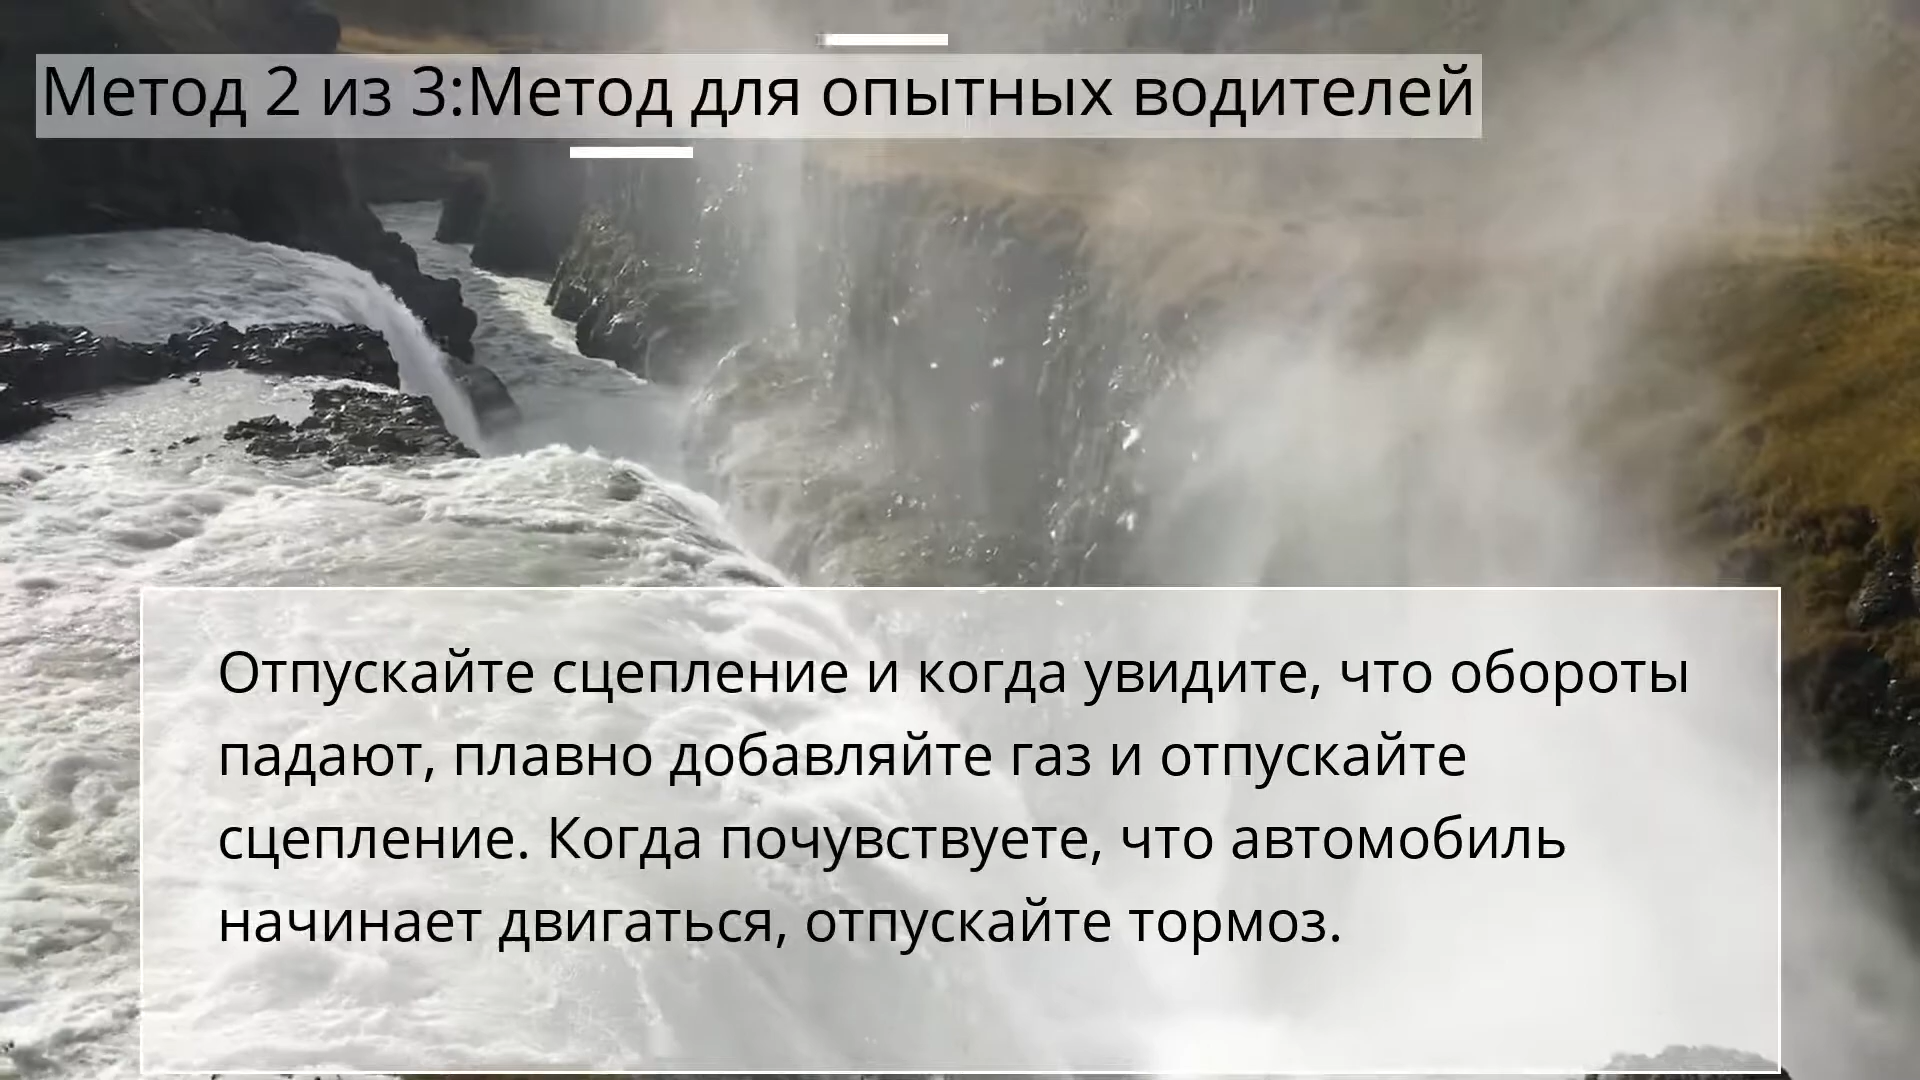 Метод 2 из 3:Метод для опытных водителей
Отпускайте сцепление и когда увидите, что обороты
падают, плавно добавляйте газ и отпускайте
сцепление. Когда почувствуете, что автомобиль
начинает двигаться, отпускайте тормоз.